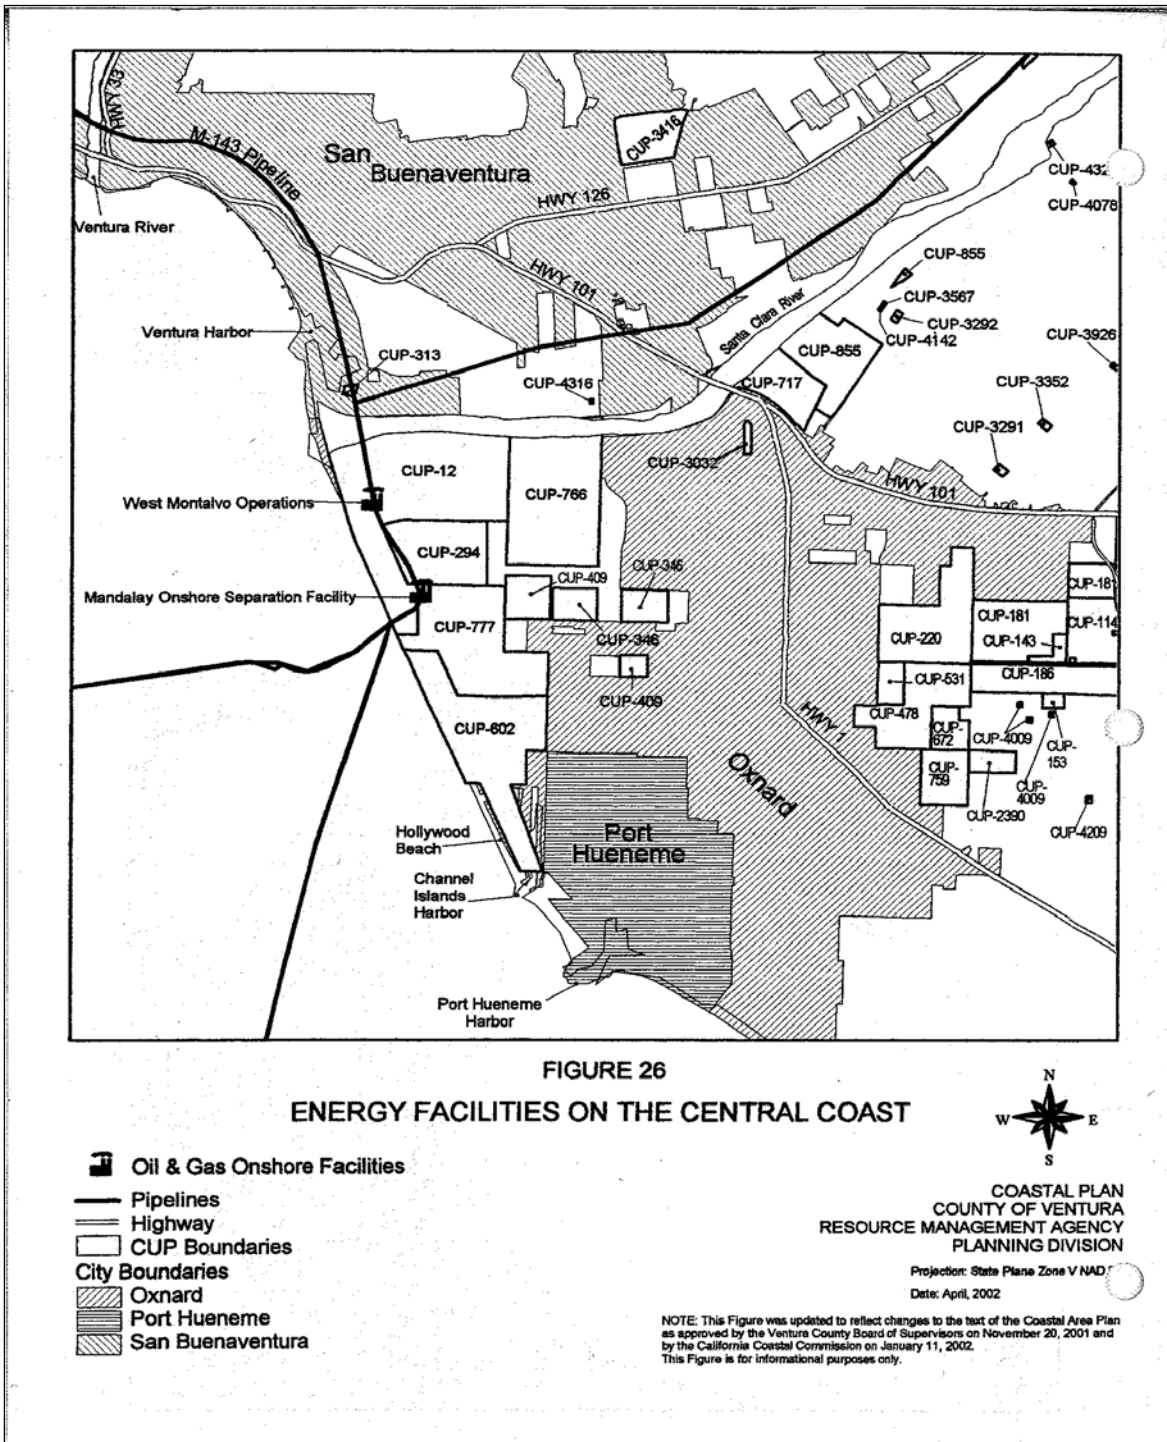 HWY 33
M-143 Pipeline
San
Buenaventura
CUP-3416
HWY 126
CUP-4078
Ventura River
HWY 101
CUP-855
Santa Clara River
CUP-3567
CUP-3292
CUP-4142
CUP-3926
Ventura Harbor
CUP-313
CUP-855
CUP-717
CUP-3352
CUP-4316
CUP-3291
CUP-3032
CUP-12
CUP-766
HWY 101
West Montalvo Operations
CUP-294
CUP-409
CUP-346
CUP-181
Mandalay Onshore Separation Facility
CUP-777
CUP-346
CUP-220
CUP-181
CUP-143
CUP-114
CUP-409
CUP-531
CUP-186
CUP-602
CUP-478
CUP-
672
CUP-4009
CUP-
153
HWY 1
Oxnard
CUP-
759
CUP-
4009
CUP-2390
CUP-4209
Hollywood
Beach
Port
Hueneme
Channel
Islands
Harbor
Port Hueneme
Harbor
FIGURE 26
ENERGY FACILITIES ON THE CENTRAL COAST
N
W
E
S
Oil & Gas Onshore Facilities
Pipelines
Highway
CUP Boundaries
City Boundaries
Oxnard
Port Hueneme
San Buenaventura
COASTAL PLAN
COUNTY OF VENTURA
RESOURCE MANAGEMENT AGENCY
PLANNING DIVISION
Projection: State Plane Zone V NAD
Date: April, 2002
NOTE: This Figure was updated to reflect changes to the text of the Coastal Area Plan
as approved by the Ventura County Board of Supervisors on November 20, 2001 and
by the California Coastal Commission on January 11, 2002.
This Figure is for informational purposes only.